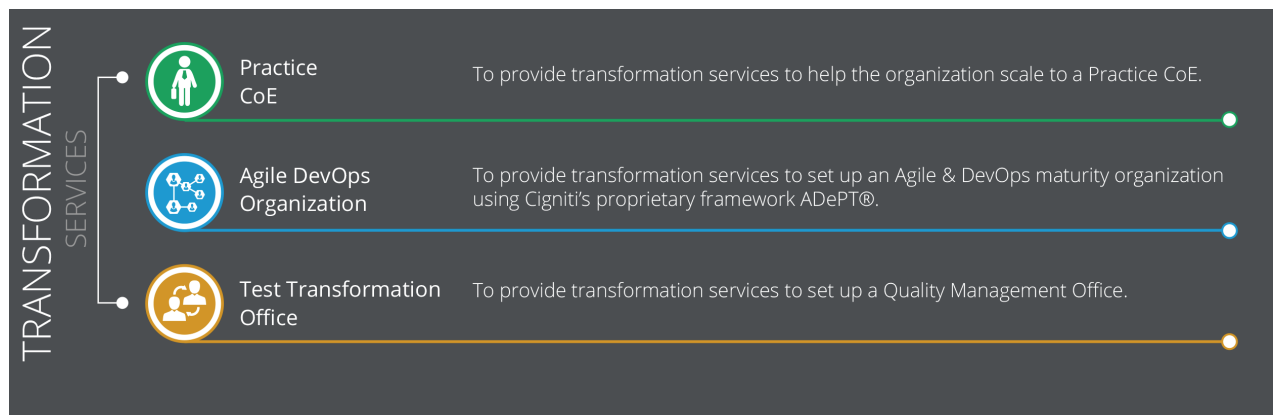 TRANSFORMATION
SERVICES
Practice
CoE
To provide transformation services to help the organization scale to a Practice CoE.
Agile DevOps
Organization
To provide transformation services to set up an Agile & DevOps maturity organization
using Cigniti’s proprietary framework ADePT®.
Test Transformation
Office
To provide transformation services to set up a Quality Management Office.